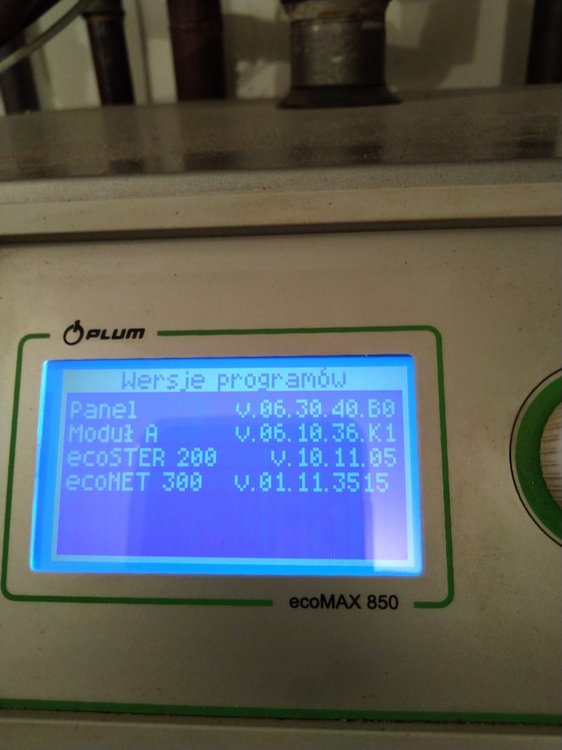 PLUM
Wersje programów
Panel v.06.30.40.B0
Moduł A v.06.10.36.K1
ecoSTER 200 v.10.11.05
ecoNET 300 v.01.11.3515
ecoMAX 850